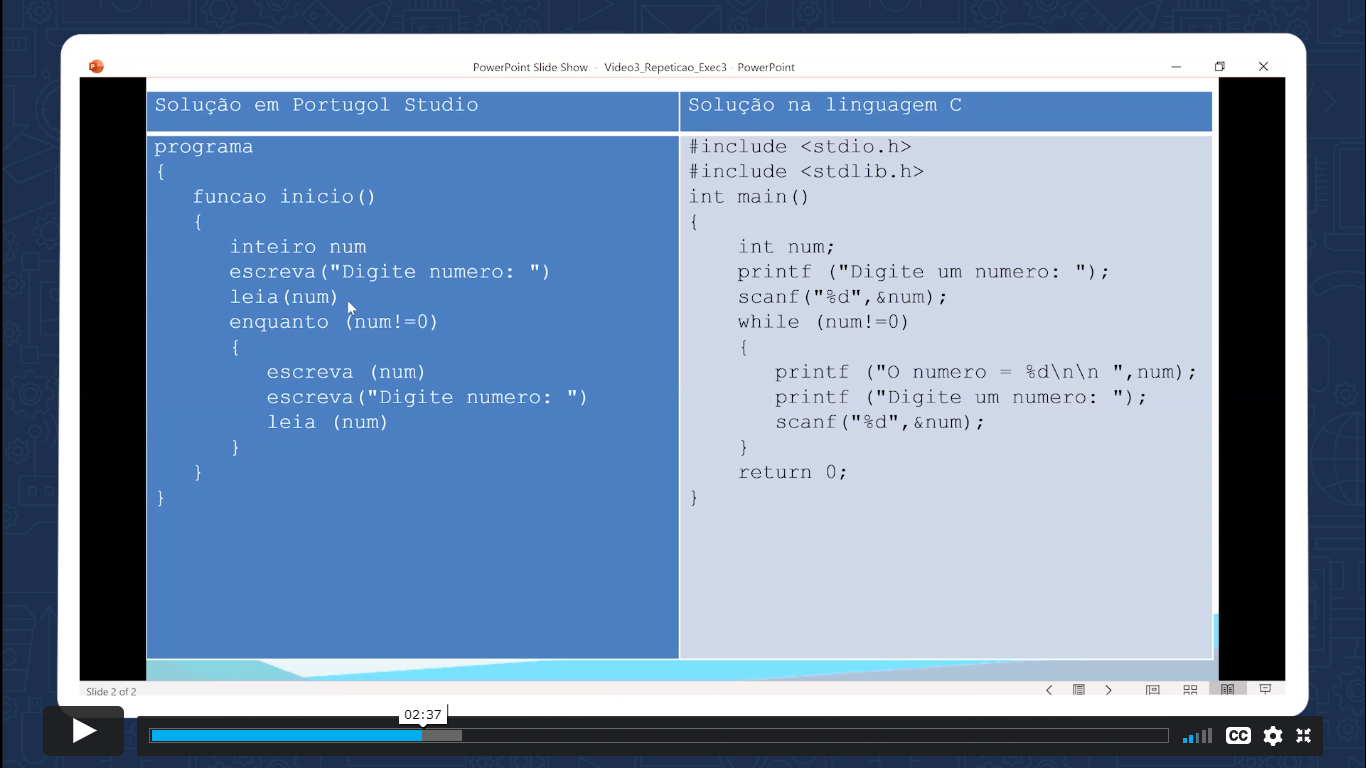 PowerPoint Slide Show - Video3_Repeticao_Exec3 - PowerPoint
Solução em Portugol Studio
programa
{
funcao inicio()
{
inteiro num
escreva("Digite numero: ")
leia(num)
enquanto (num!=0)
{
escreva (num)
escreva("Digite numero: ")
leia (num)
}
}
}
Solução na linguagem C
#include <stdio.h>
#include <stdlib.h>
int main()
{
int num;
printf ("Digite um numero: ");
scanf("%d",&num);
while (num!=0)
{
printf ("O numero = %d\n\n ",num);
printf ("Digite um numero: ");
scanf("%d",&num);
}
return 0;
}
Slide 2 of 2
02:37
CC